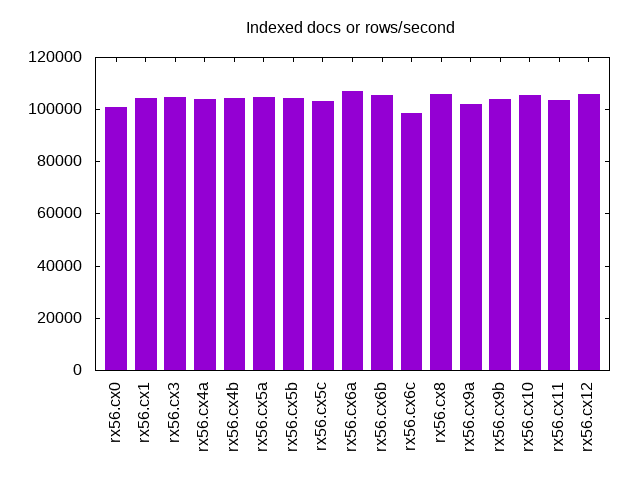 Indexed docs or rows/second
120000
100000
80000
60000
40000
20000
0
rx56.cx0
rx56.cx1
rx56.cx3
rx56.cx4a
rx56.cx4b
rx56.cx5a
rx56.cx5b
rx56.cx5c
rx56.cx6a
rx56.cx6b
rx56.cx6c
rx56.cx8
rx56.cx9a
rx56.cx9b
rx56.cx10
rx56.cx11
rx56.cx12